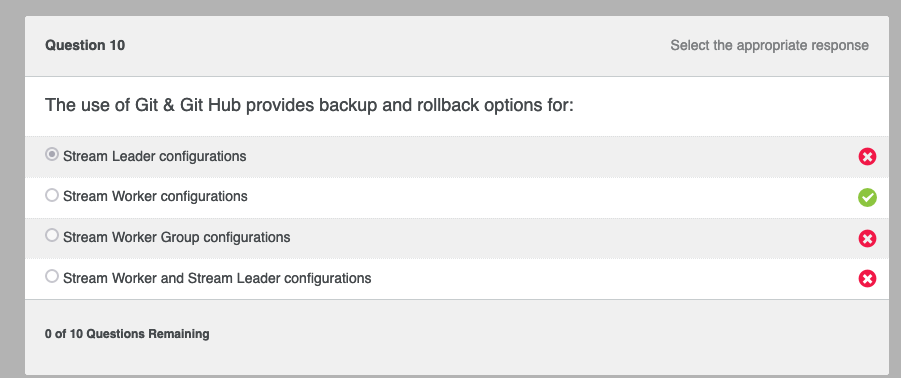 Question 10
Select the appropriate response
The use of Git & Git Hub provides backup and rollback options for:
Stream Leader configurations
Stream Worker configurations
Stream Worker Group configurations
Stream Worker and Stream Leader configurations
0 of 10 Questions Remaining